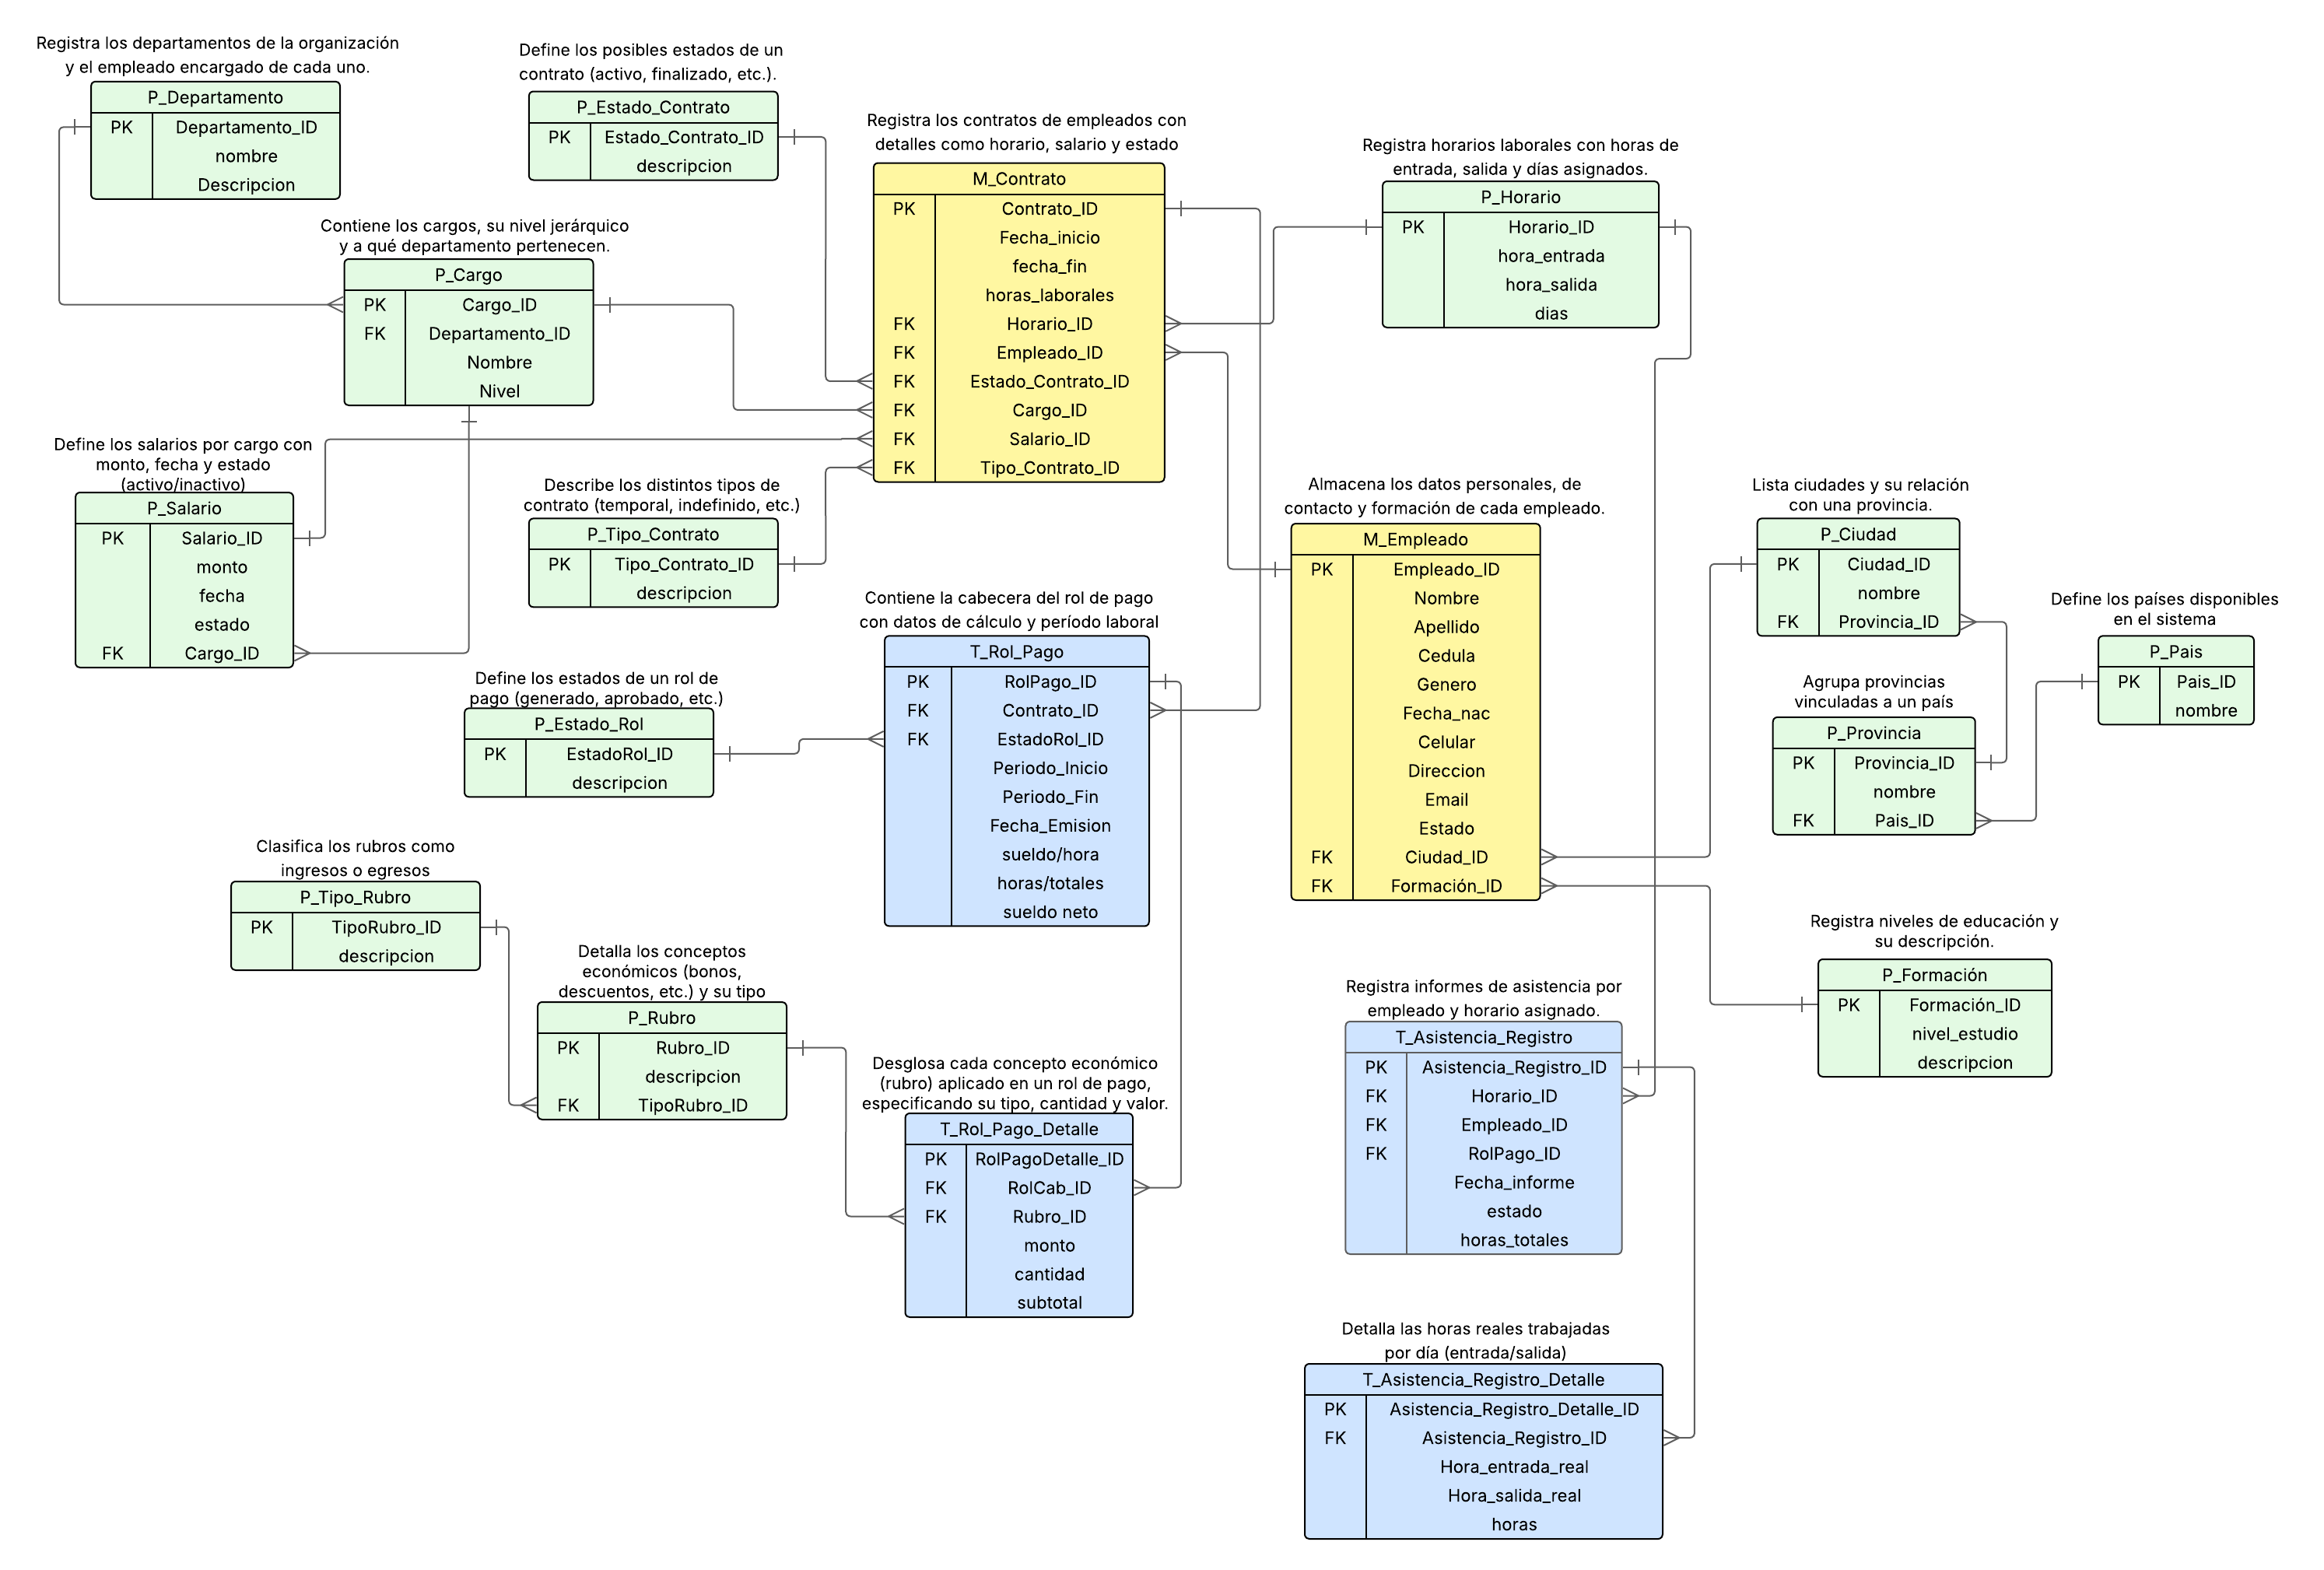 Registra los departamentos de la organización
y el empleado encargado de cada uno.
P_Departamento
PK Departamento_ID
nombre
Descripcion
Define los posibles estados de un
contrato (activo, finalizado, etc.).
P_Estado_Contrato
PK Estado_Contrato_ID
descripcion
Contiene los cargos, su nivel jerárquico
y a qué departamento pertenecen.
P_Cargo
PK Cargo_ID
FK Departamento_ID
Nombre
Nivel
Registra los contratos de empleados con
detalles como horario, salario y estado
M_Contrato
PK Contrato_ID
Fecha_inicio
fecha_fin
horas_laborales
FK Horario_ID
FK Empleado_ID
FK Estado_Contrato_ID
FK Cargo_ID
FK Salario_ID
FK Tipo_Contrato_ID
Registra horarios laborales con horas de
entrada, salida y días asignados.
P_Horario
PK Horario_ID
hora_entrada
hora_salida
dias
Define los salarios por cargo con
monto, fecha y estado
(activo/inactivo)
P_Salario
PK Salario_ID
monto
fecha
estado
FK Cargo_ID
Describe los distintos tipos de
contrato (temporal, indefinido, etc.)
P_Tipo_Contrato
PK Tipo_Contrato_ID
descripcion
Almacena los datos personales, de
contacto y formación de cada empleado.
M_Empleado
PK Empleado_ID
Nombre
Apellido
Cedula
Genero
Fecha_nac
Celular
Direccion
Email
Estado
FK Ciudad_ID
FK Formación_ID
Lista ciudades y su relación
con una provincia.
P_Ciudad
PK Ciudad_ID
nombre
FK Provincia_ID
Define los países disponibles
en el sistema
P_Pais
PK Pais_ID
nombre
Agrupa provincias
vinculadas a un país
P_Provincia
PK Provincia_ID
nombre
FK Pais_ID
Contiene la cabecera del rol de pago
con datos de cálculo y período laboral
T_Rol_Pago
PK RolPago_ID
FK Contrato_ID
FK EstadoRol_ID
Periodo_Inicio
Periodo_Fin
Fecha_Emision
sueldo/hora
horas/totales
sueldo neto
Define los estados de un rol de
pago (generado, aprobado, etc.)
P_Estado_Rol
PK EstadoRol_ID
descripcion
Clasifica los rubros como
ingresos o egresos
P_Tipo_Rubro
PK TipoRubro_ID
descripcion
Detalla los conceptos
económicos (bonos,
descuentos, etc.) y su tipo
P_Rubro
PK Rubro_ID
descripcion
FK TipoRubro_ID
Desglosa cada concepto económico
(rubro) aplicado en un rol de pago,
especificando su tipo, cantidad y valor.
T_Rol_Pago_Detalle
PK RolPagoDetalle_ID
FK RolCab_ID
FK Rubro_ID
monto
cantidad
subtotal
Registra niveles de educación y
su descripción.
P_Formación
PK Formación_ID
nivel_estudio
descripcion
Registra informes de asistencia por
empleado y horario asignado.
T_Asistencia_Registro
PK Asistencia_Registro_ID
FK Horario_ID
FK Empleado_ID
FK RolPago_ID
Fecha_informe
estado
horas_totales
Detalla las horas reales trabajadas
por día (entrada/salida)
T_Asistencia_Registro_Detalle
PK Asistencia_Registro_Detalle_ID
FK Asistencia_Registro_ID
Hora_entrada_real
Hora_salida_real
horas